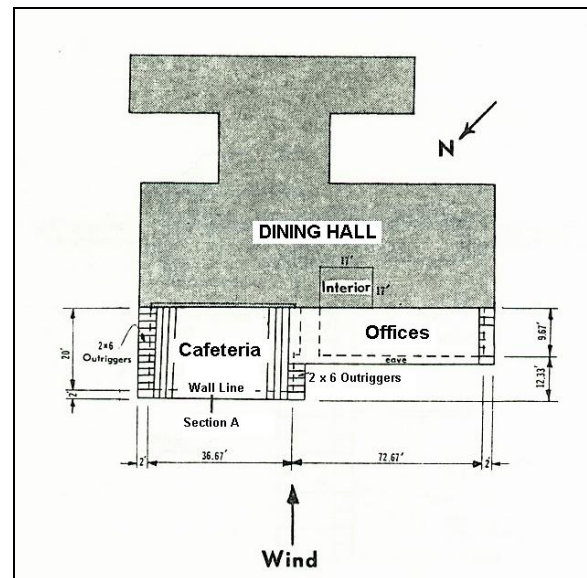 N
DINING HALL
17'
Interior
17'
2×6
Outriggers
20'
Cafeteria
Offices
9.67'
eave
2 x 6 Outriggers
12.33'
Wall Line
2'
Section A
2'
36.67'
72.67'
2'
Wind